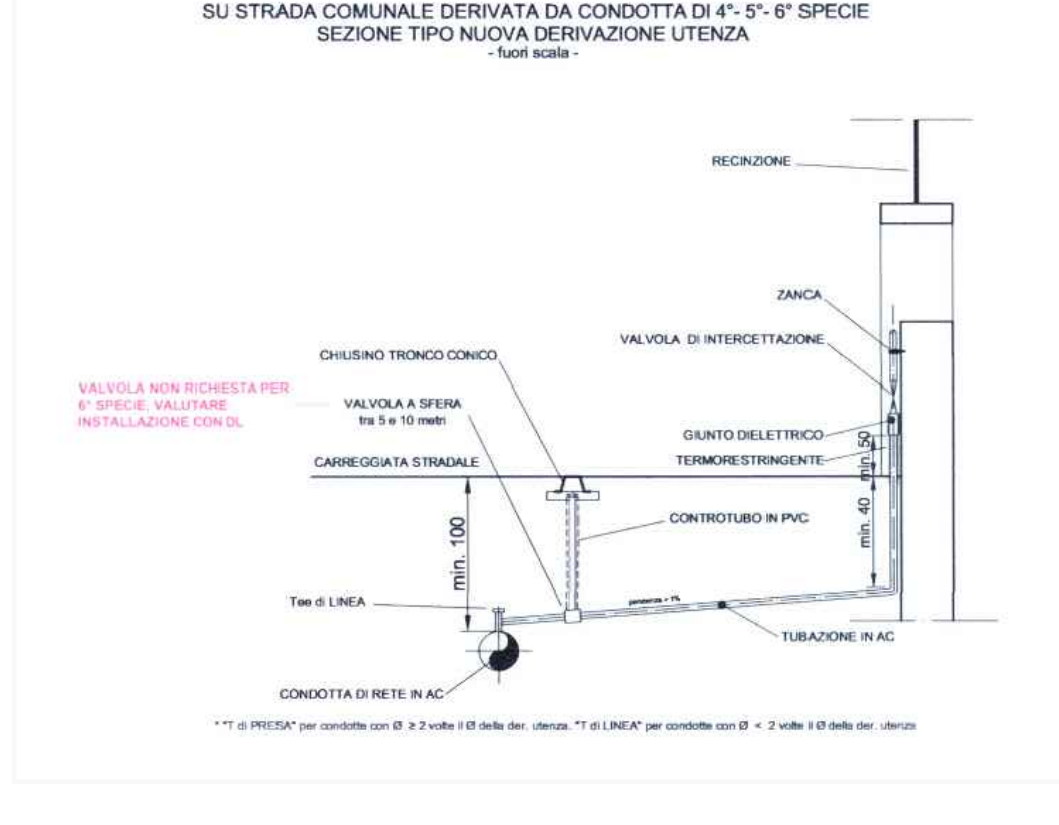 SU STRADA COMUNALE DERIVATA DA CONDOTTA DI 4°- 5°- 6° SPECIE
SEZIONE TIPO NUOVA DERIVAZIONE UTENZA
- fuori scala -
RECINZIONE
ZANCA
VALVOLA DI INTERCETTAZIONE
CHIUSINO TRONCO CONICO
VALVOLA NON RICHIESTA PER
6° SPECIE, VALUTARE
INSTALLAZIONE CON DL
VALVOLA A SFERA
tra 5 e 10 metri
GIUNTO DIELETTRICO
TERMORESTRINGENTE
min. 50
CARREGGIATA STRADALE
min. 100
CONTROTUBO IN PVC
min. 40
Tee di LINEA
pendenza > 1%
TUBAZIONE IN AC
CONDOTTA DI RETE IN AC
* "T di PRESA" per condotte con Ø ≥ 2 volte il Ø della der. utenza. "T di LINEA" per condotte con Ø < 2 volte il Ø della der. utenza